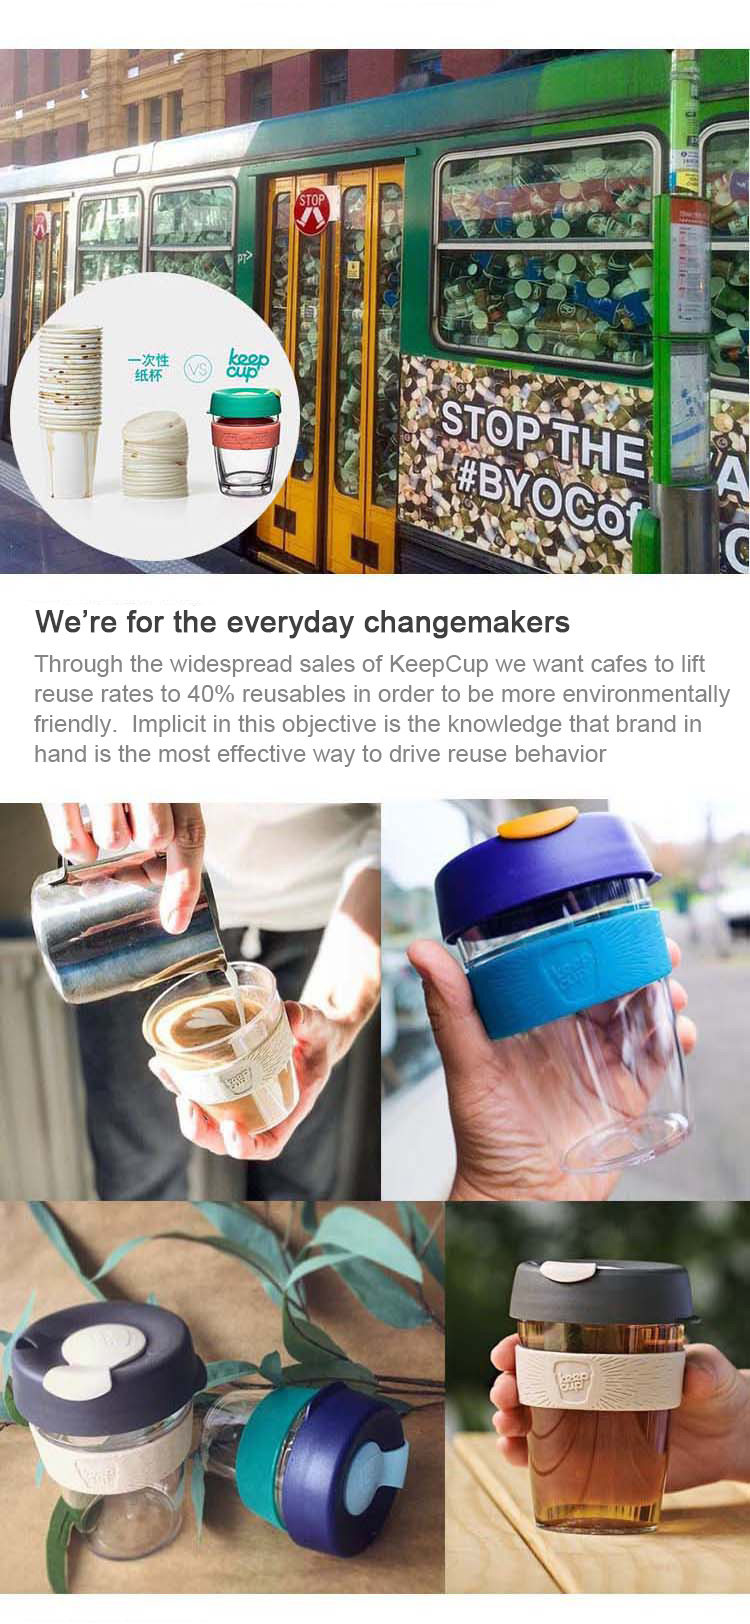 STOP
PT>
一次性
纸杯
VS
keep
cup
STOP THE
#BYOCof
We're for the everyday changemakers
Through the widespread sales of KeepCup we want cafes to lift
reuse rates to 40% reusables in order to be more environmentally
friendly.  Implicit in this objective is the knowledge that brand in
hand is the most effective way to drive reuse behavior
keep
cup
keep
cup
keep
cup
keep
cup